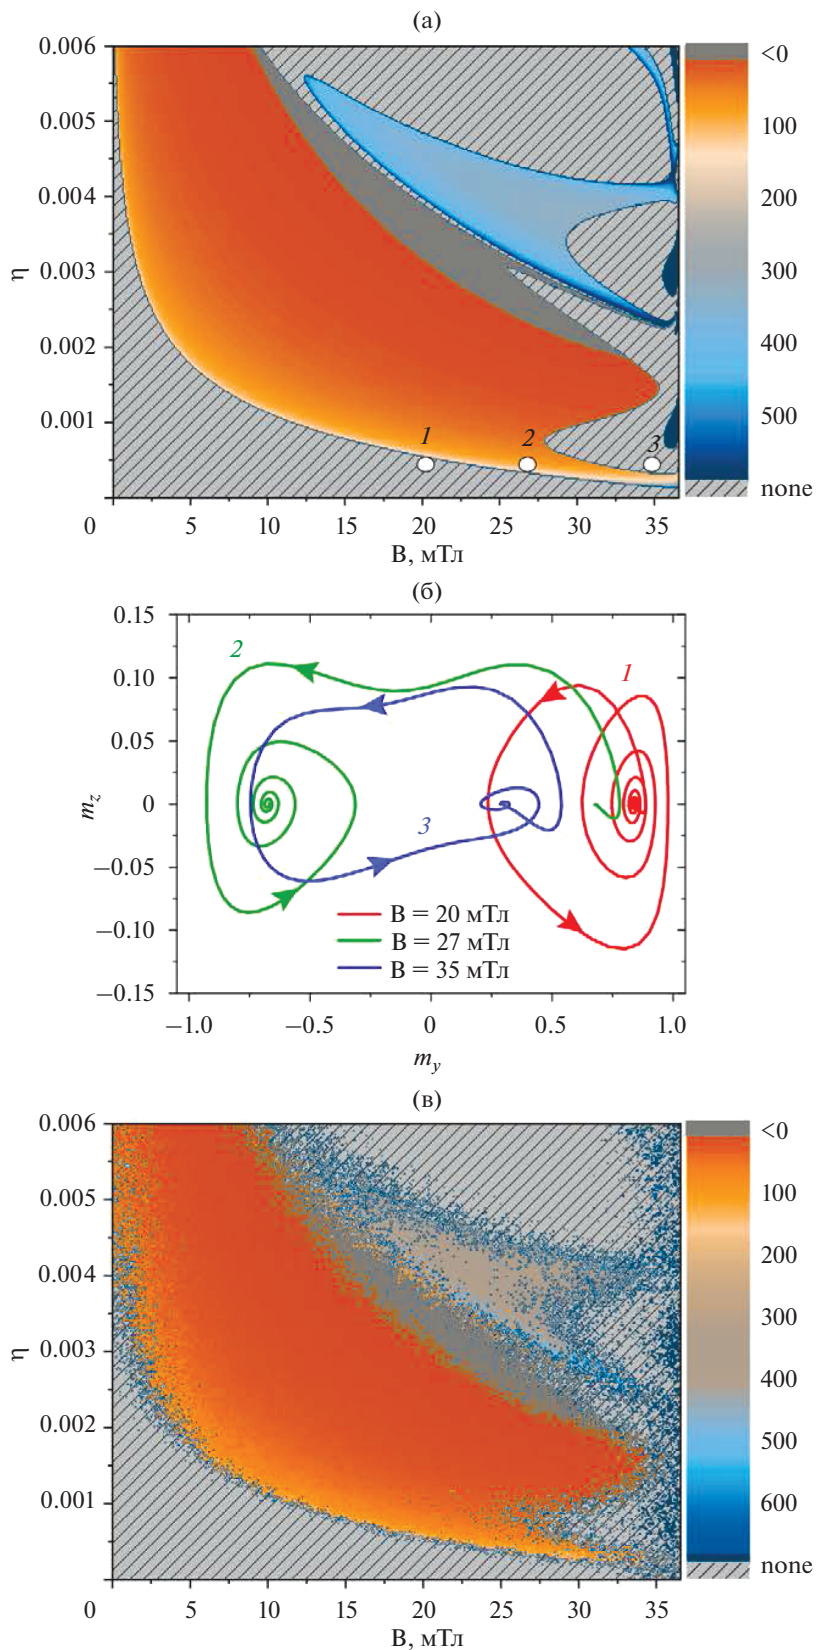 (а)
0.006
0.005
0.004
0.003
0.002
0.001
η
0 5 10 15 20 25 30 35
B, мТл
1 2 3
<0
100
200
300
400
500
none
(б)
0.15
0.10
0.05
0
−0.05
−0.10
−0.15
m_z
2
1
3
B = 20 мТл
B = 27 мТл
B = 35 мТл
−1.0 −0.5 0 0.5 1.0
m_y
(в)
0.006
0.005
0.004
0.003
0.002
0.001
η
0 5 10 15 20 25 30 35
B, мТл
<0
100
200
300
400
500
600
none